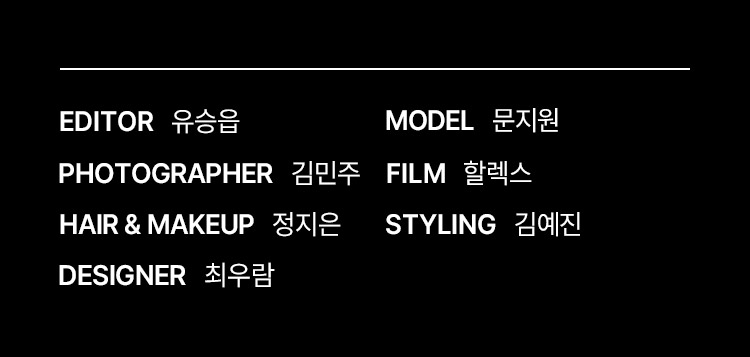 EDITOR 유승읍 MODEL 문지원
PHOTOGRAPHER 김민주 FILM 할렉스
HAIR & MAKEUP 정지은 STYLING 김예진
DESIGNER 최우람